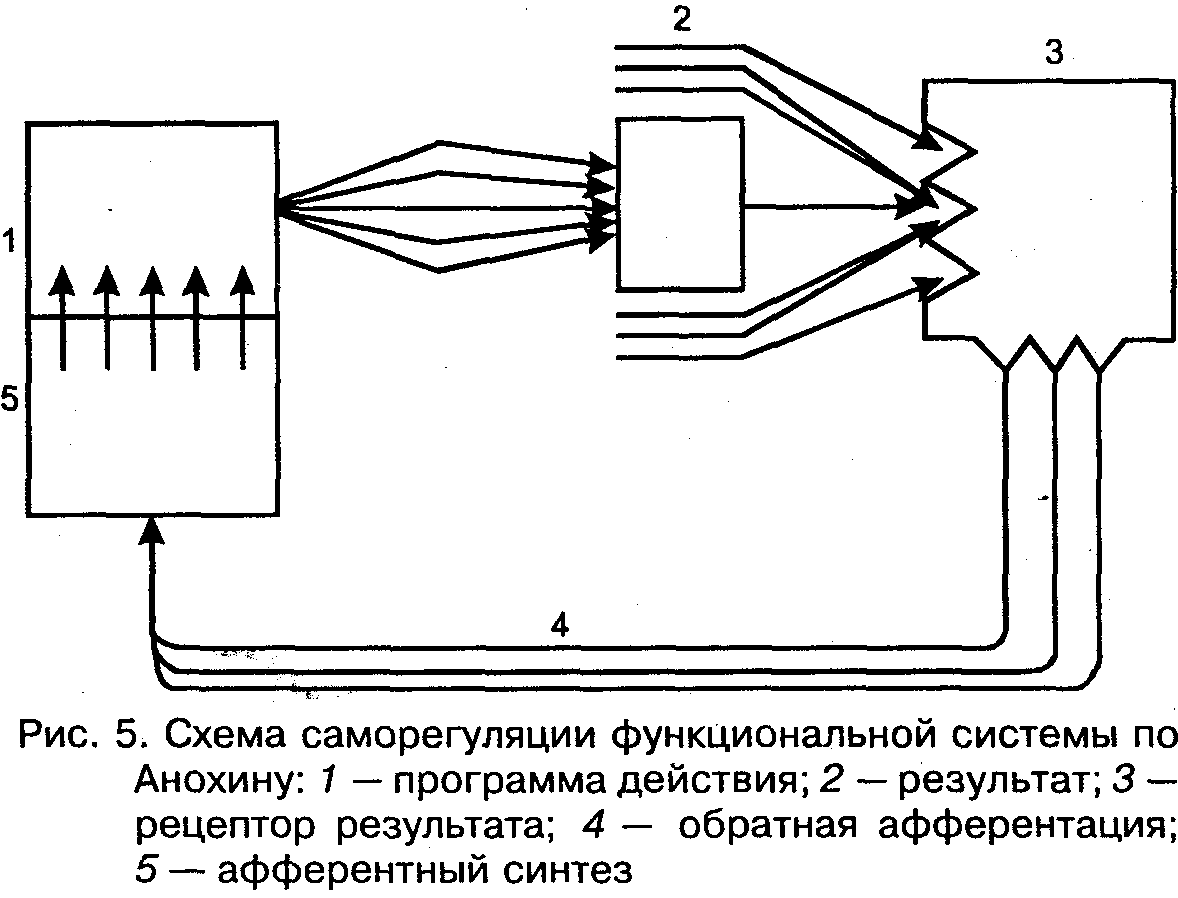 2
3
1
5
4
Рис. 5. Схема саморегуляции функциональной системы по
Анохину: 1 — программа действия; 2 — результат; 3 —
рецептор результата; 4 — обратная афферентация;
5 — афферентный синтез